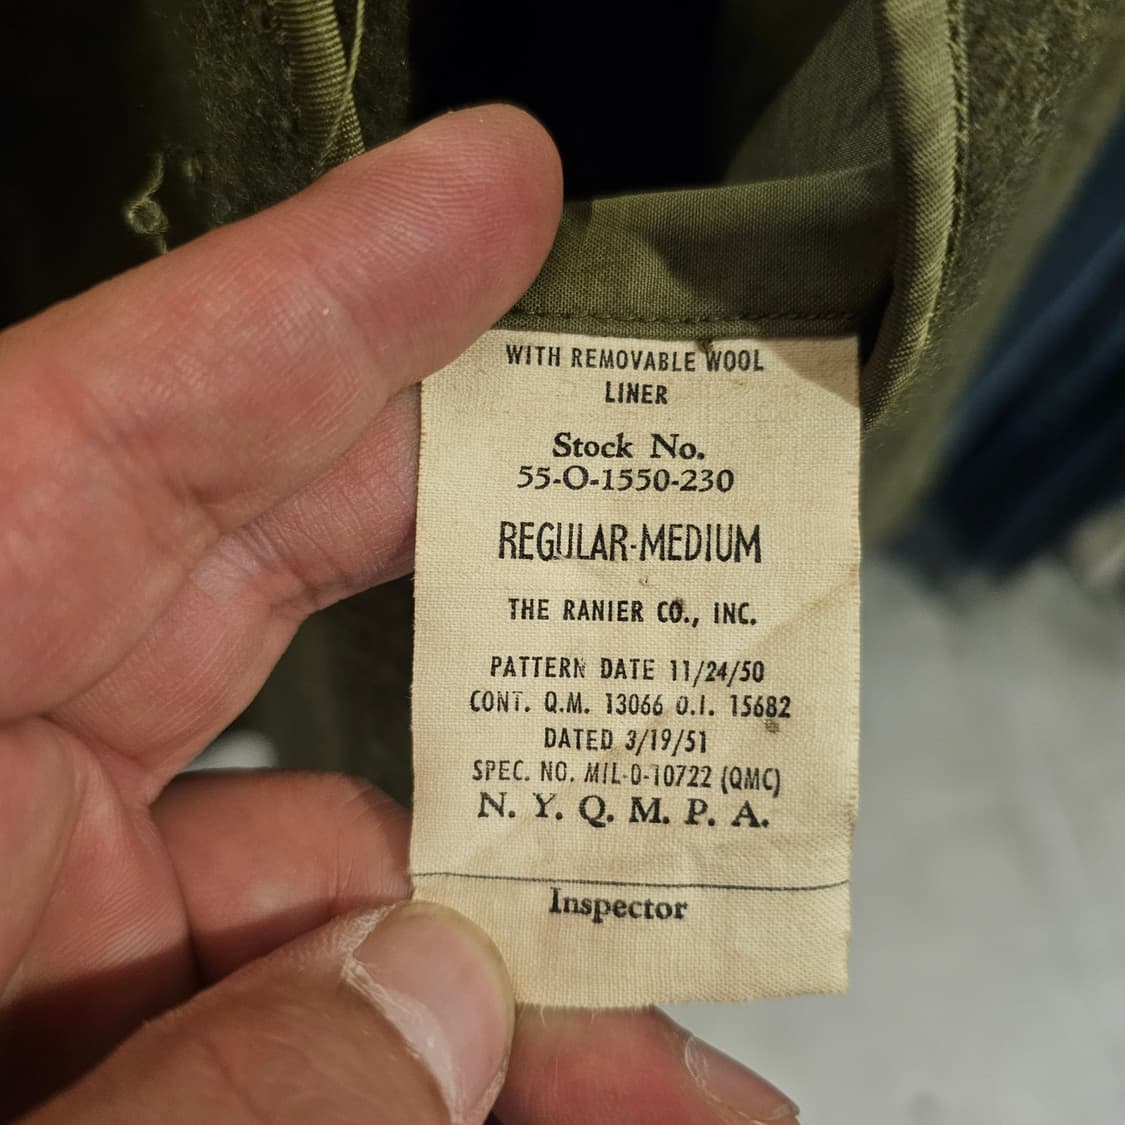 WITH REMOVABLE WOOL
LINER
Stock No.
55-O-1550-230
REGULAR-MEDIUM
THE RANIER CO., INC.
PATTERN DATE 11/24/50
CONT. Q.M. 13066 O.I. 15682
DATED 3/19/51
SPEC. NO. MIL-O-10722 (QMC)
N. Y. Q. M. P. A.
Inspector